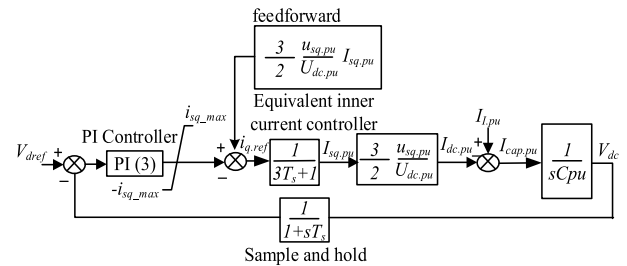 feedforward
3/2 u_sq.pu/U_dc.pu I_sq.pu
Equivalent inner
current controller
i_sq_max
PI Controller
V_dref + −
PI (3)
-i_sq_max
+ −
i_q.ref
1/3T_s+1
I_sq.pu
3/2 u_sq.pu/U_dc.pu
I_dc.pu
I_l.pu
+ −
I_cap.pu
1/sCpu
V_dc
1/1+sT_s
Sample and hold